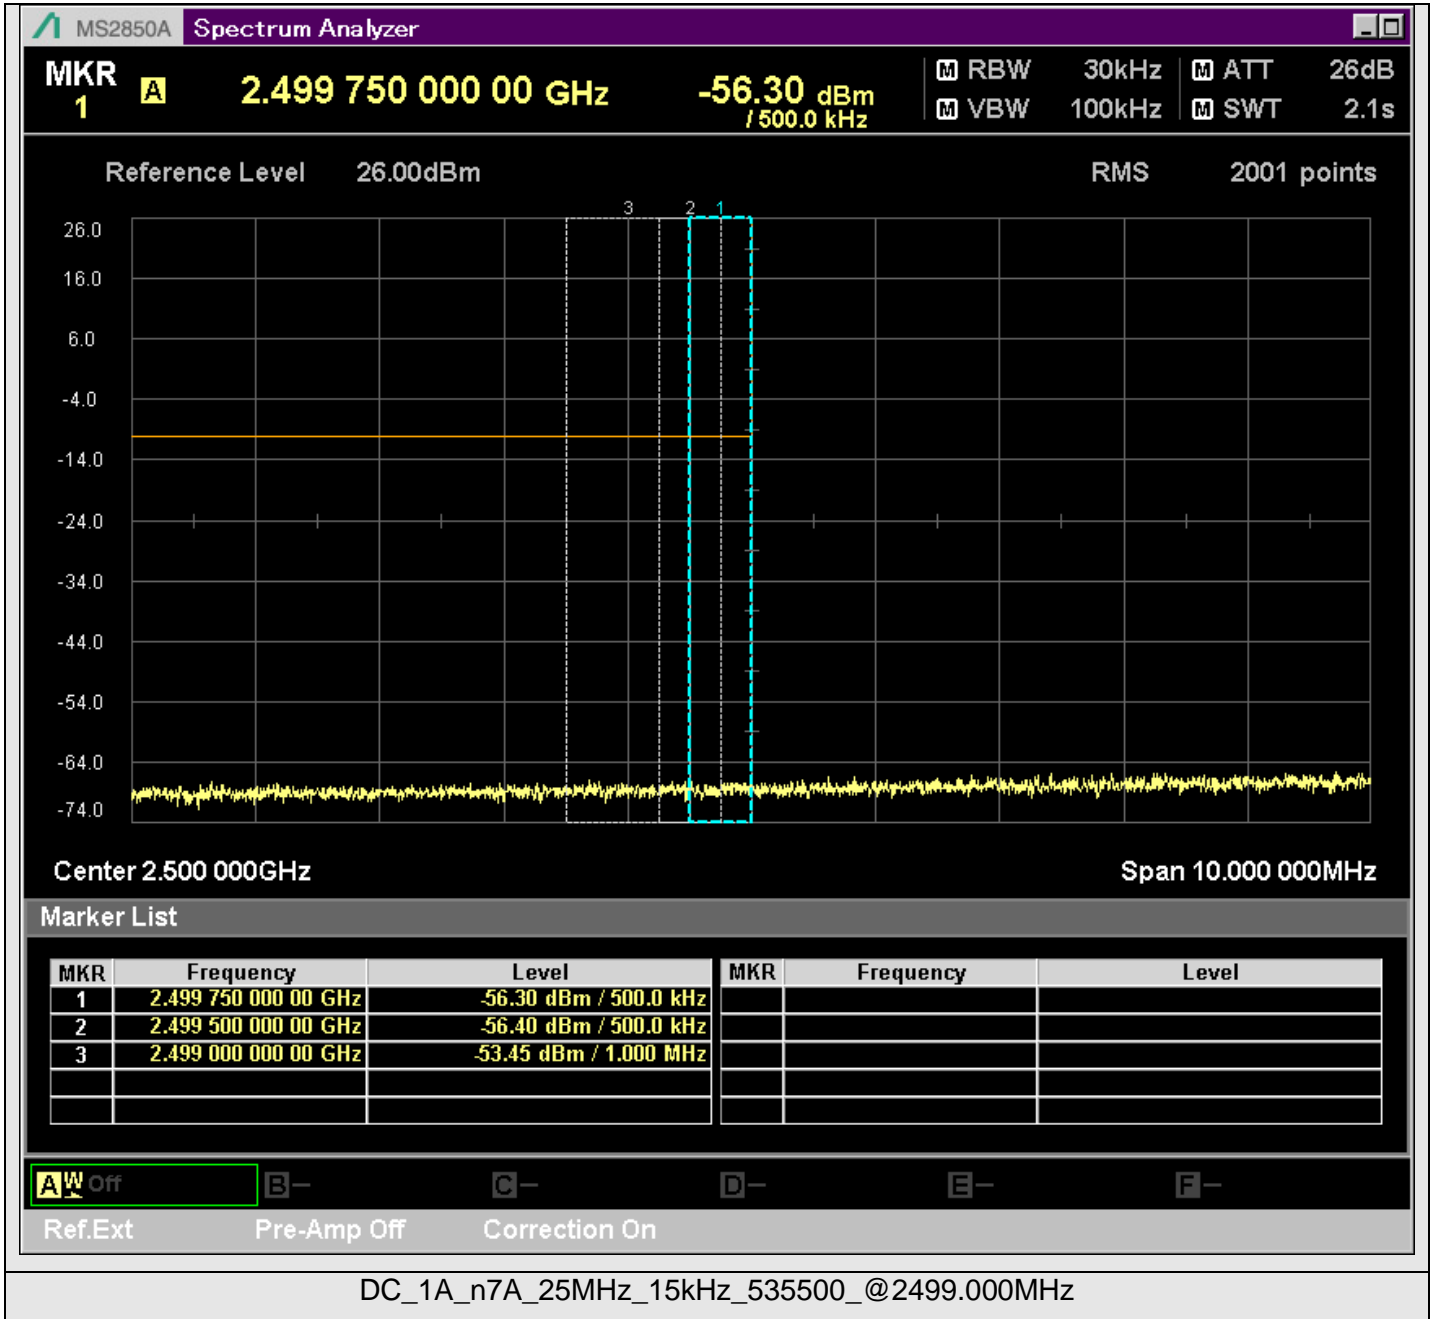 MS2850A Spectrum Analyzer
MKR 1 A 2.499 750 000 00 GHz -56.30 dBm / 500.0 kHz
M RBW 30kHz M ATT 26dB
M VBW 100kHz M SWT 2.1s
Reference Level 26.00dBm RMS 2001 points
3 2 1
26.0
16.0
6.0
-4.0
-14.0
-24.0
-34.0
-44.0
-54.0
-64.0
-74.0
Center 2.500 000GHz Span 10.000 000MHz
Marker List
MKR Frequency Level MKR Frequency Level
1 2.499 750 000 00 GHz -56.30 dBm / 500.0 kHz
2 2.499 500 000 00 GHz -56.40 dBm / 500.0 kHz
3 2.499 000 000 00 GHz -53.45 dBm / 1.000 MHz
A W Off B- C- D- E- F-
Ref.Ext Pre-Amp Off Correction On
DC_1A_n7A_25MHz_15kHz_535500_@2499.000MHz